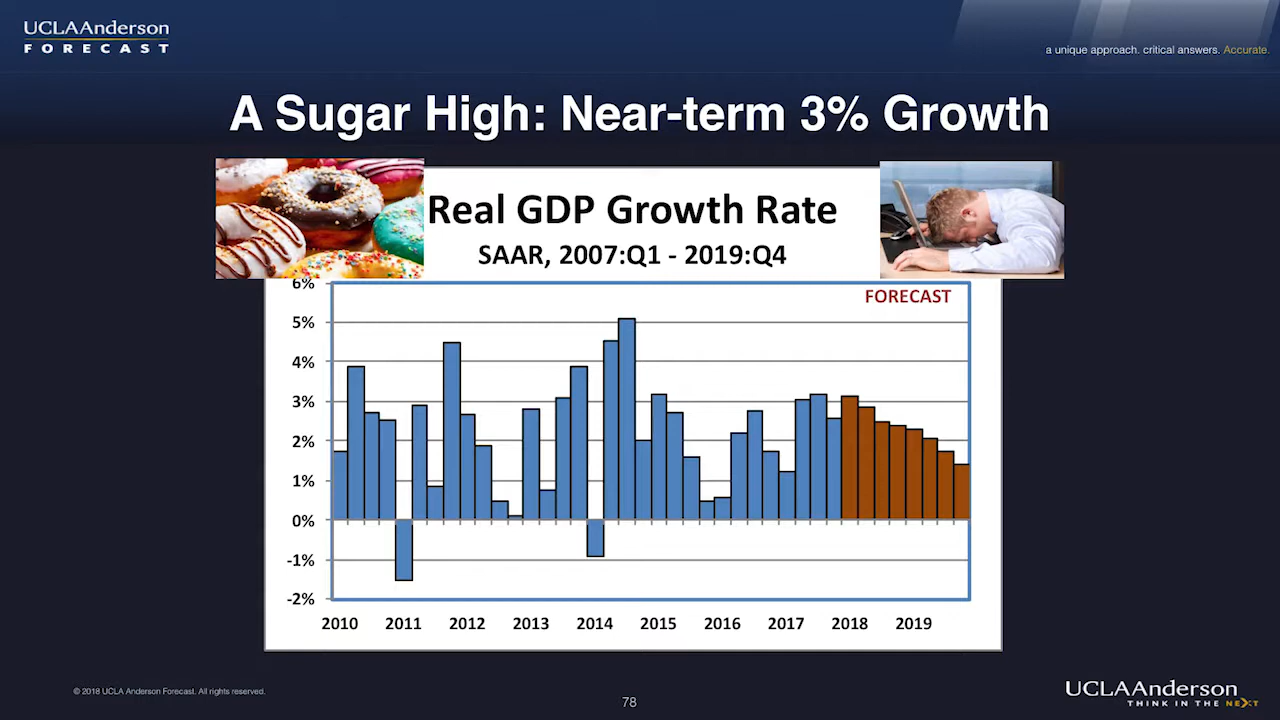 UCLAAnderson
FORECAST
a unique approach. critical answers. Accurate.
A Sugar High: Near-term 3% Growth
Real GDP Growth Rate
SAAR, 2007:Q1 - 2019:Q4
FORECAST
6%
5%
4%
3%
2%
1%
0%
-1%
-2%
2010 2011 2012 2013 2014 2015 2016 2017 2018 2019
© 2018 UCLA Anderson Forecast. All rights reserved.
78
UCLAAnderson
THINK IN THE NEXT